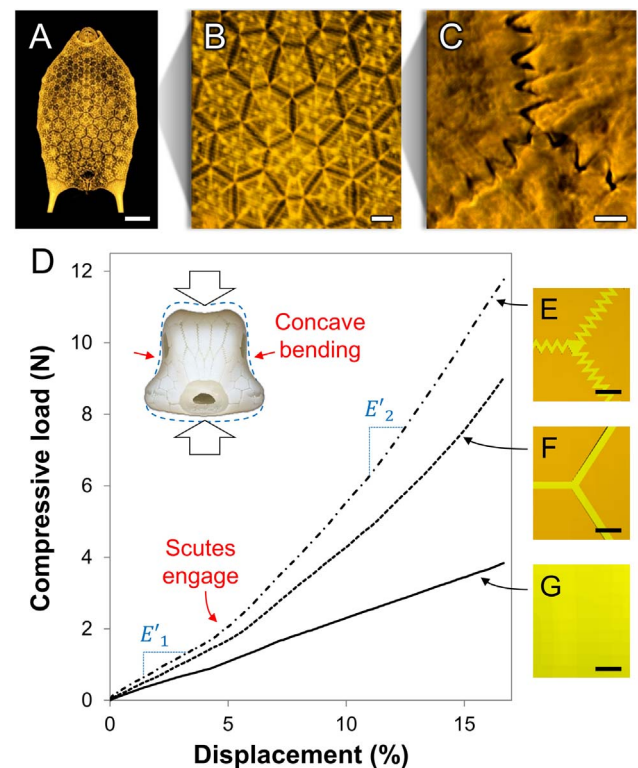 A
B
C
D
12
10
8
6
4
2
0
Compressive load (N)
Concave
bending
E′₂
Scutes
engage
E′₁
0
5
10
15
Displacement (%)
E
F
G